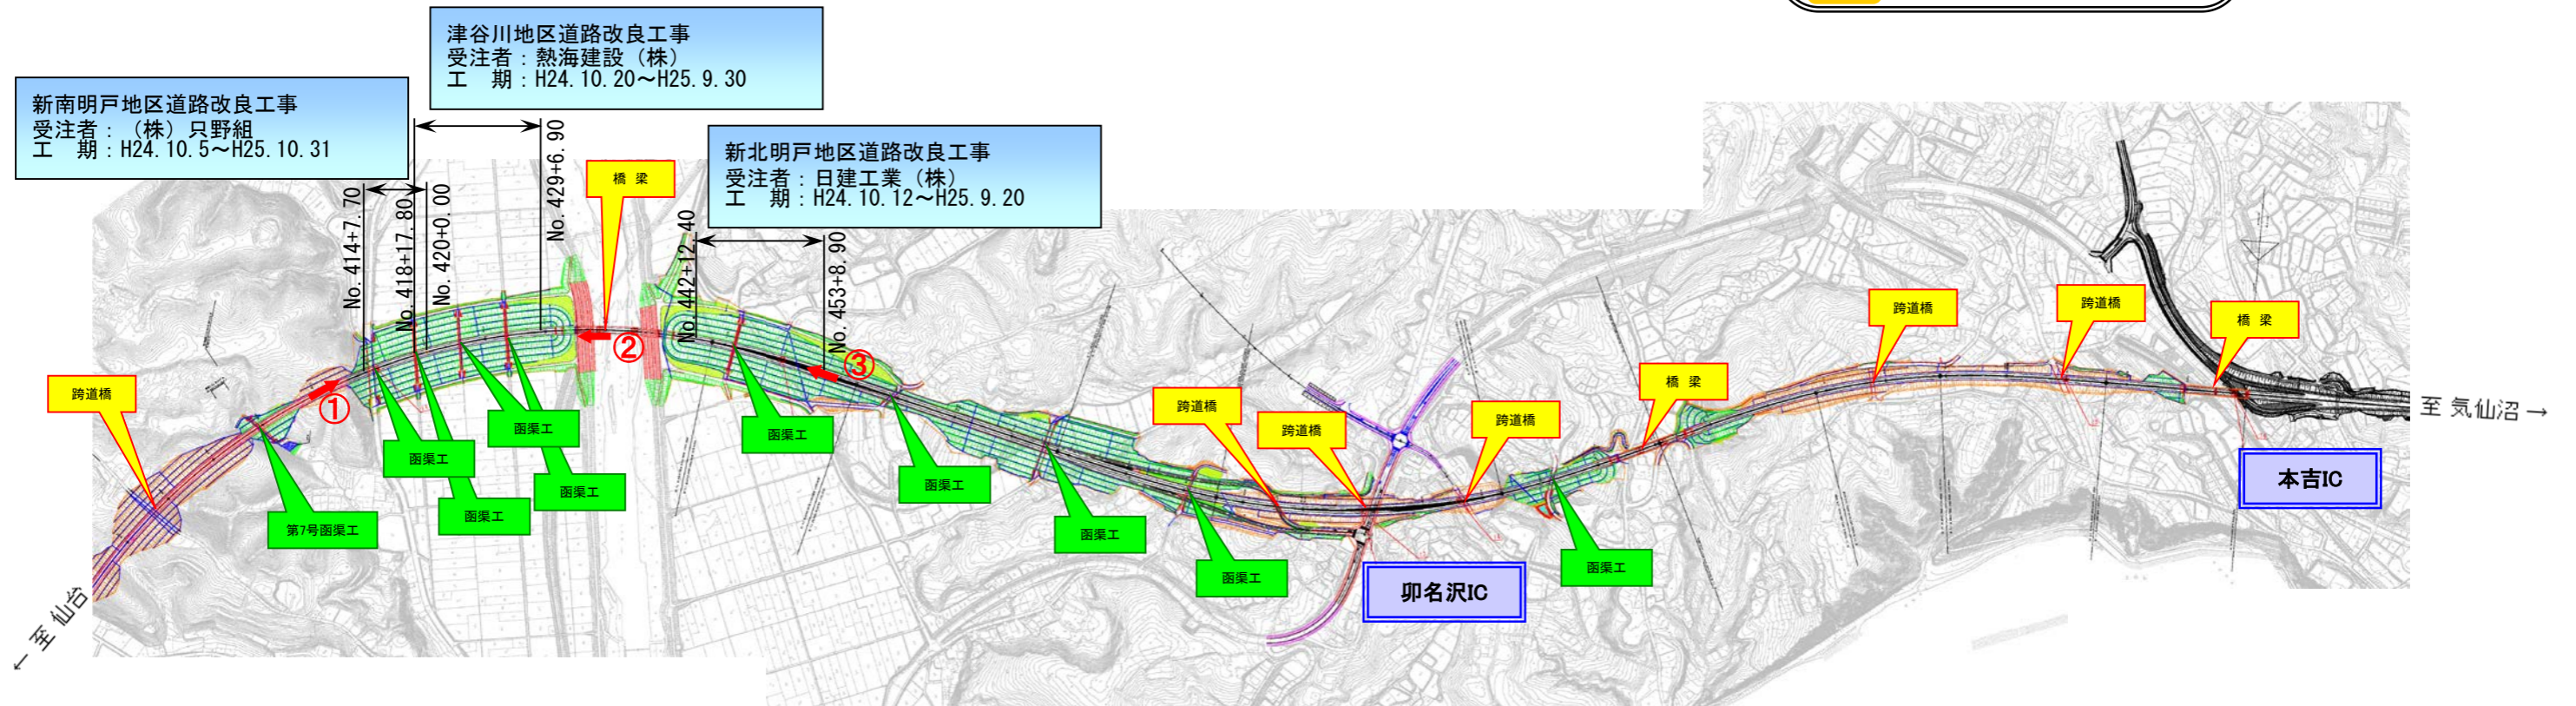 津谷川地区道路改良工事
受注者：熱海建設（株）
工　期：H24.10.20～H25.9.30
新南明戸地区道路改良工事
受注者：（株）只野組
工　期：H24.10.5～H25.10.31
新北明戸地区道路改良工事
受注者：日建工業（株）
工　期：H24.10.12～H25.9.20
No.414+7.70
No.418+17.80
No.420+0.00
No.429+6.90
No.442+12.40
No.453+8.90
橋 梁
①
②
③
跨道橋
第7号函渠工
函渠工
函渠工
函渠工
函渠工
函渠工
函渠工
函渠工
函渠工
函渠工
跨道橋
跨道橋
跨道橋
橋 梁
跨道橋
跨道橋
橋 梁
卯名沢IC
本吉IC
← 至 仙台
至 気仙沼 →